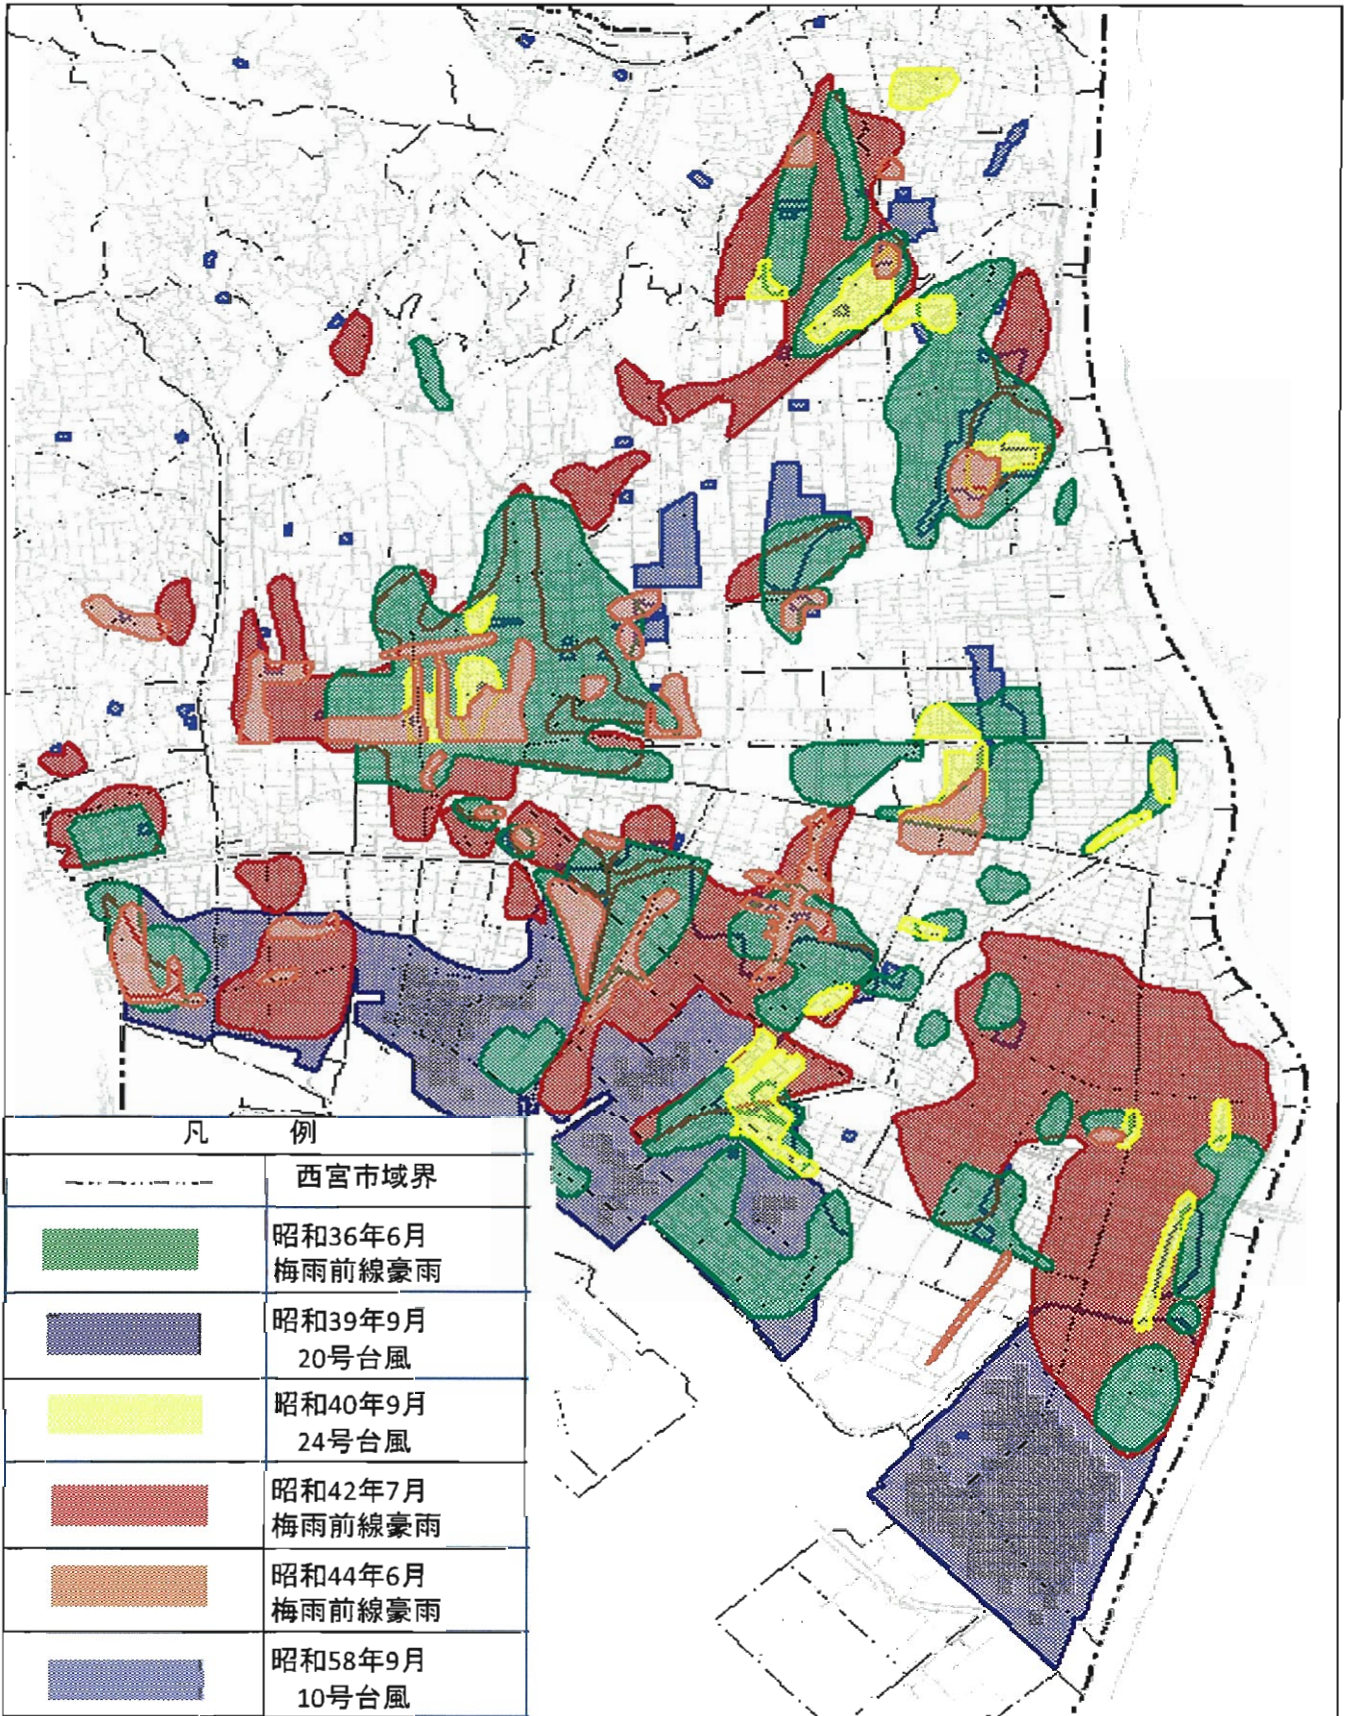 凡　例
西宮市域界
昭和36年6月
梅雨前線豪雨
昭和39年9月
20号台風
昭和40年9月
24号台風
昭和42年7月
梅雨前線豪雨
昭和44年6月
梅雨前線豪雨
昭和58年9月
10号台風